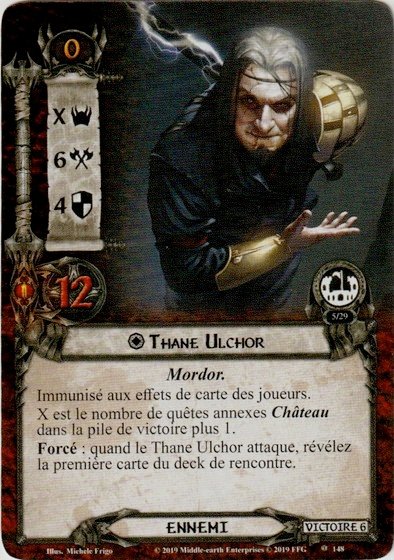 0
X
6
4
12
5/29
Thane Ulchor
Mordor.
Immunisé aux effets de carte des joueurs.
X est le nombre de quêtes annexes Château
dans la pile de victoire plus 1.
Forcé : quand le Thane Ulchor attaque, révélez
la première carte du deck de rencontre.
ENNEMI
VICTOIRE 6
Illus. Michele Frigo
© 2019 Middle-earth Enterprises © 2019 FFG
148